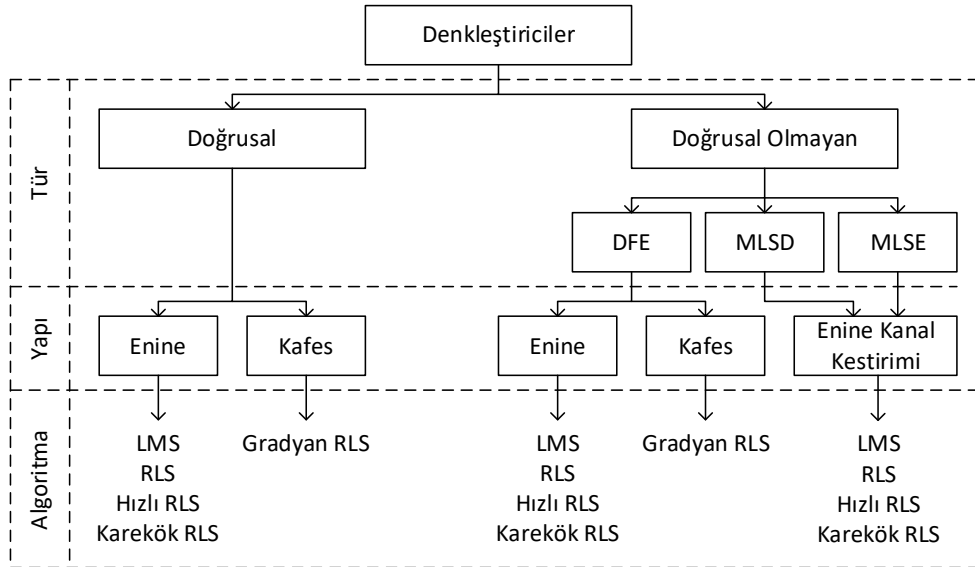 Denkleştiriciler
Tür
Doğrusal
Doğrusal Olmayan
DFE
MLSD
MLSE
Yapı
Enine
Kafes
Enine
Kafes
Enine Kanal
Kestirimi
Algoritma
LMS
RLS
Hızlı RLS
Karekök RLS
Gradyan RLS
LMS
RLS
Hızlı RLS
Karekök RLS
Gradyan RLS
LMS
RLS
Hızlı RLS
Karekök RLS